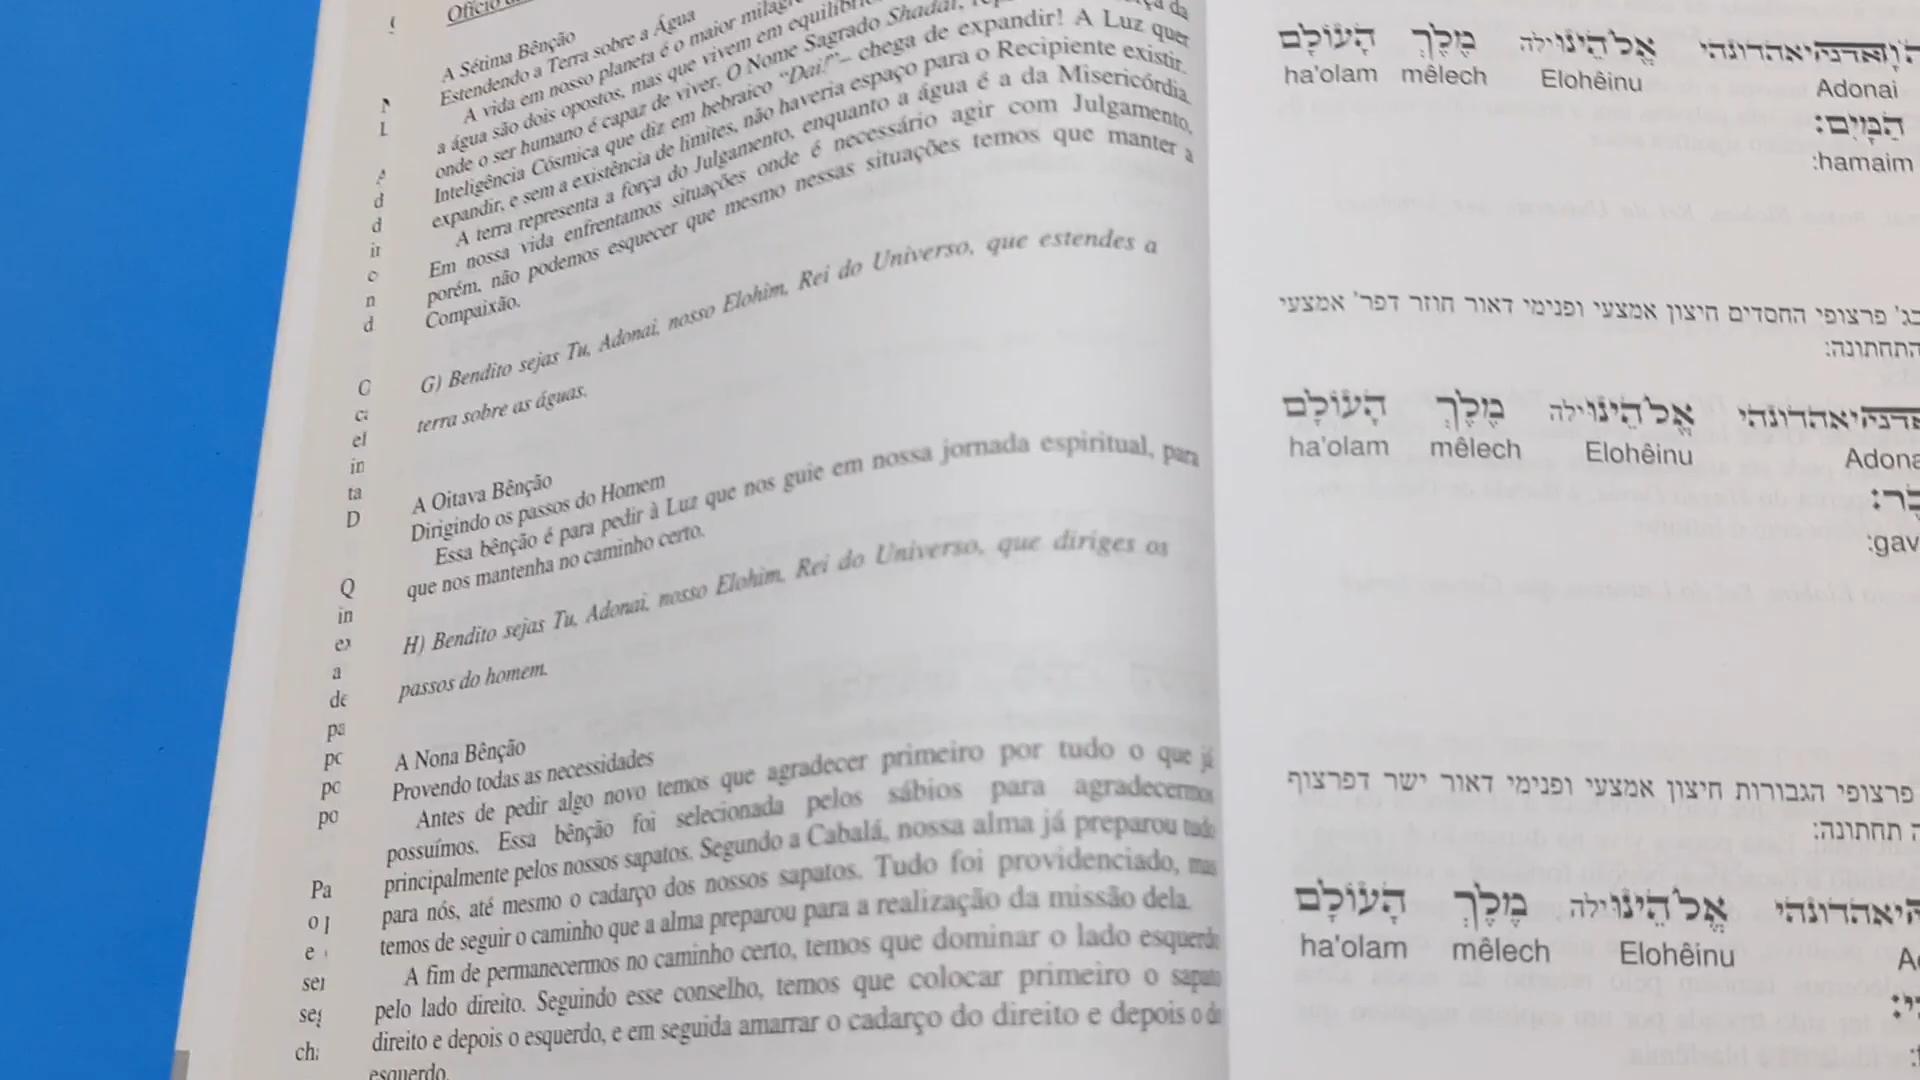 A Sétima Bênção
Estendendo a Terra sobre a Água
A vida em nosso planeta é o maior
a água são dois opostos, mas que vivem em
onde o ser humano é capaz de viver. O Nome Sagrado Shadai,
Inteligência Cósmica que diz em hebraico “Dai!”– chega de expandir! A Luz quer
expandir, e sem a existência de limites, não haveria espaço para o Recipiente existir.
A terra representa a força do Julgamento, enquanto a água é a da Misericórdia.
Em nossa vida enfrentamos situações onde é necessário agir com Julgamento,
porém, não podemos esquecer que mesmo nessas situações temos que manter a
Compaixão.
G) Bendito sejas Tu, Adonai, nosso Elohim, Rei do Universo, que estendes a
terra sobre as águas.
A Oitava Bênção
Dirigindo os passos do Homem
Essa bênção é para pedir à Luz que nos guie em nossa jornada espiritual, para
que nos mantenha no caminho certo.
H) Bendito sejas Tu, Adonai, nosso Elohim, Rei do Universo, que diriges os
passos do homem.
A Nona Bênção
Provendo todas as necessidades
Antes de pedir algo novo temos que agradecer primeiro por tudo o que já
possuímos. Essa bênção foi selecionada pelos sábios para agradecermos
principalmente pelos nossos sapatos. Segundo a Cabalá, nossa alma já preparou tudo
para nós, até mesmo o cadarço dos nossos sapatos. Tudo foi providenciado, mas
temos de seguir o caminho que a alma preparou para a realização da missão dela.
A fim de permanecermos no caminho certo, temos que dominar o lado esquerdo
pelo lado direito. Seguindo esse conselho, temos que colocar primeiro o sapato
direito e depois o esquerdo, e em seguida amarrar o cadarço do direito e depois o do
esquerdo.
אֱלֹהֵינוּ יילה מֶלֶךְ הָעוֹלָם
ha'olam mêlech Elohêinu Adonai
הַמָּיִם:
:hamaim
פרצופי החסדים חיצון אמצעי ופנימי דאור חוזר דפר' אמצעי
התחתונה:
אֱלֹהֵינוּ יילה מֶלֶךְ הָעוֹלָם
ha'olam mêlech Elohêinu Adona
:gav
פרצופי הגבורות חיצון אמצעי ופנימי דאור ישר דפרצוף
תחתונה:
אֱלֹהֵינוּ יילה מֶלֶךְ הָעוֹלָם
ha'olam mêlech Elohêinu